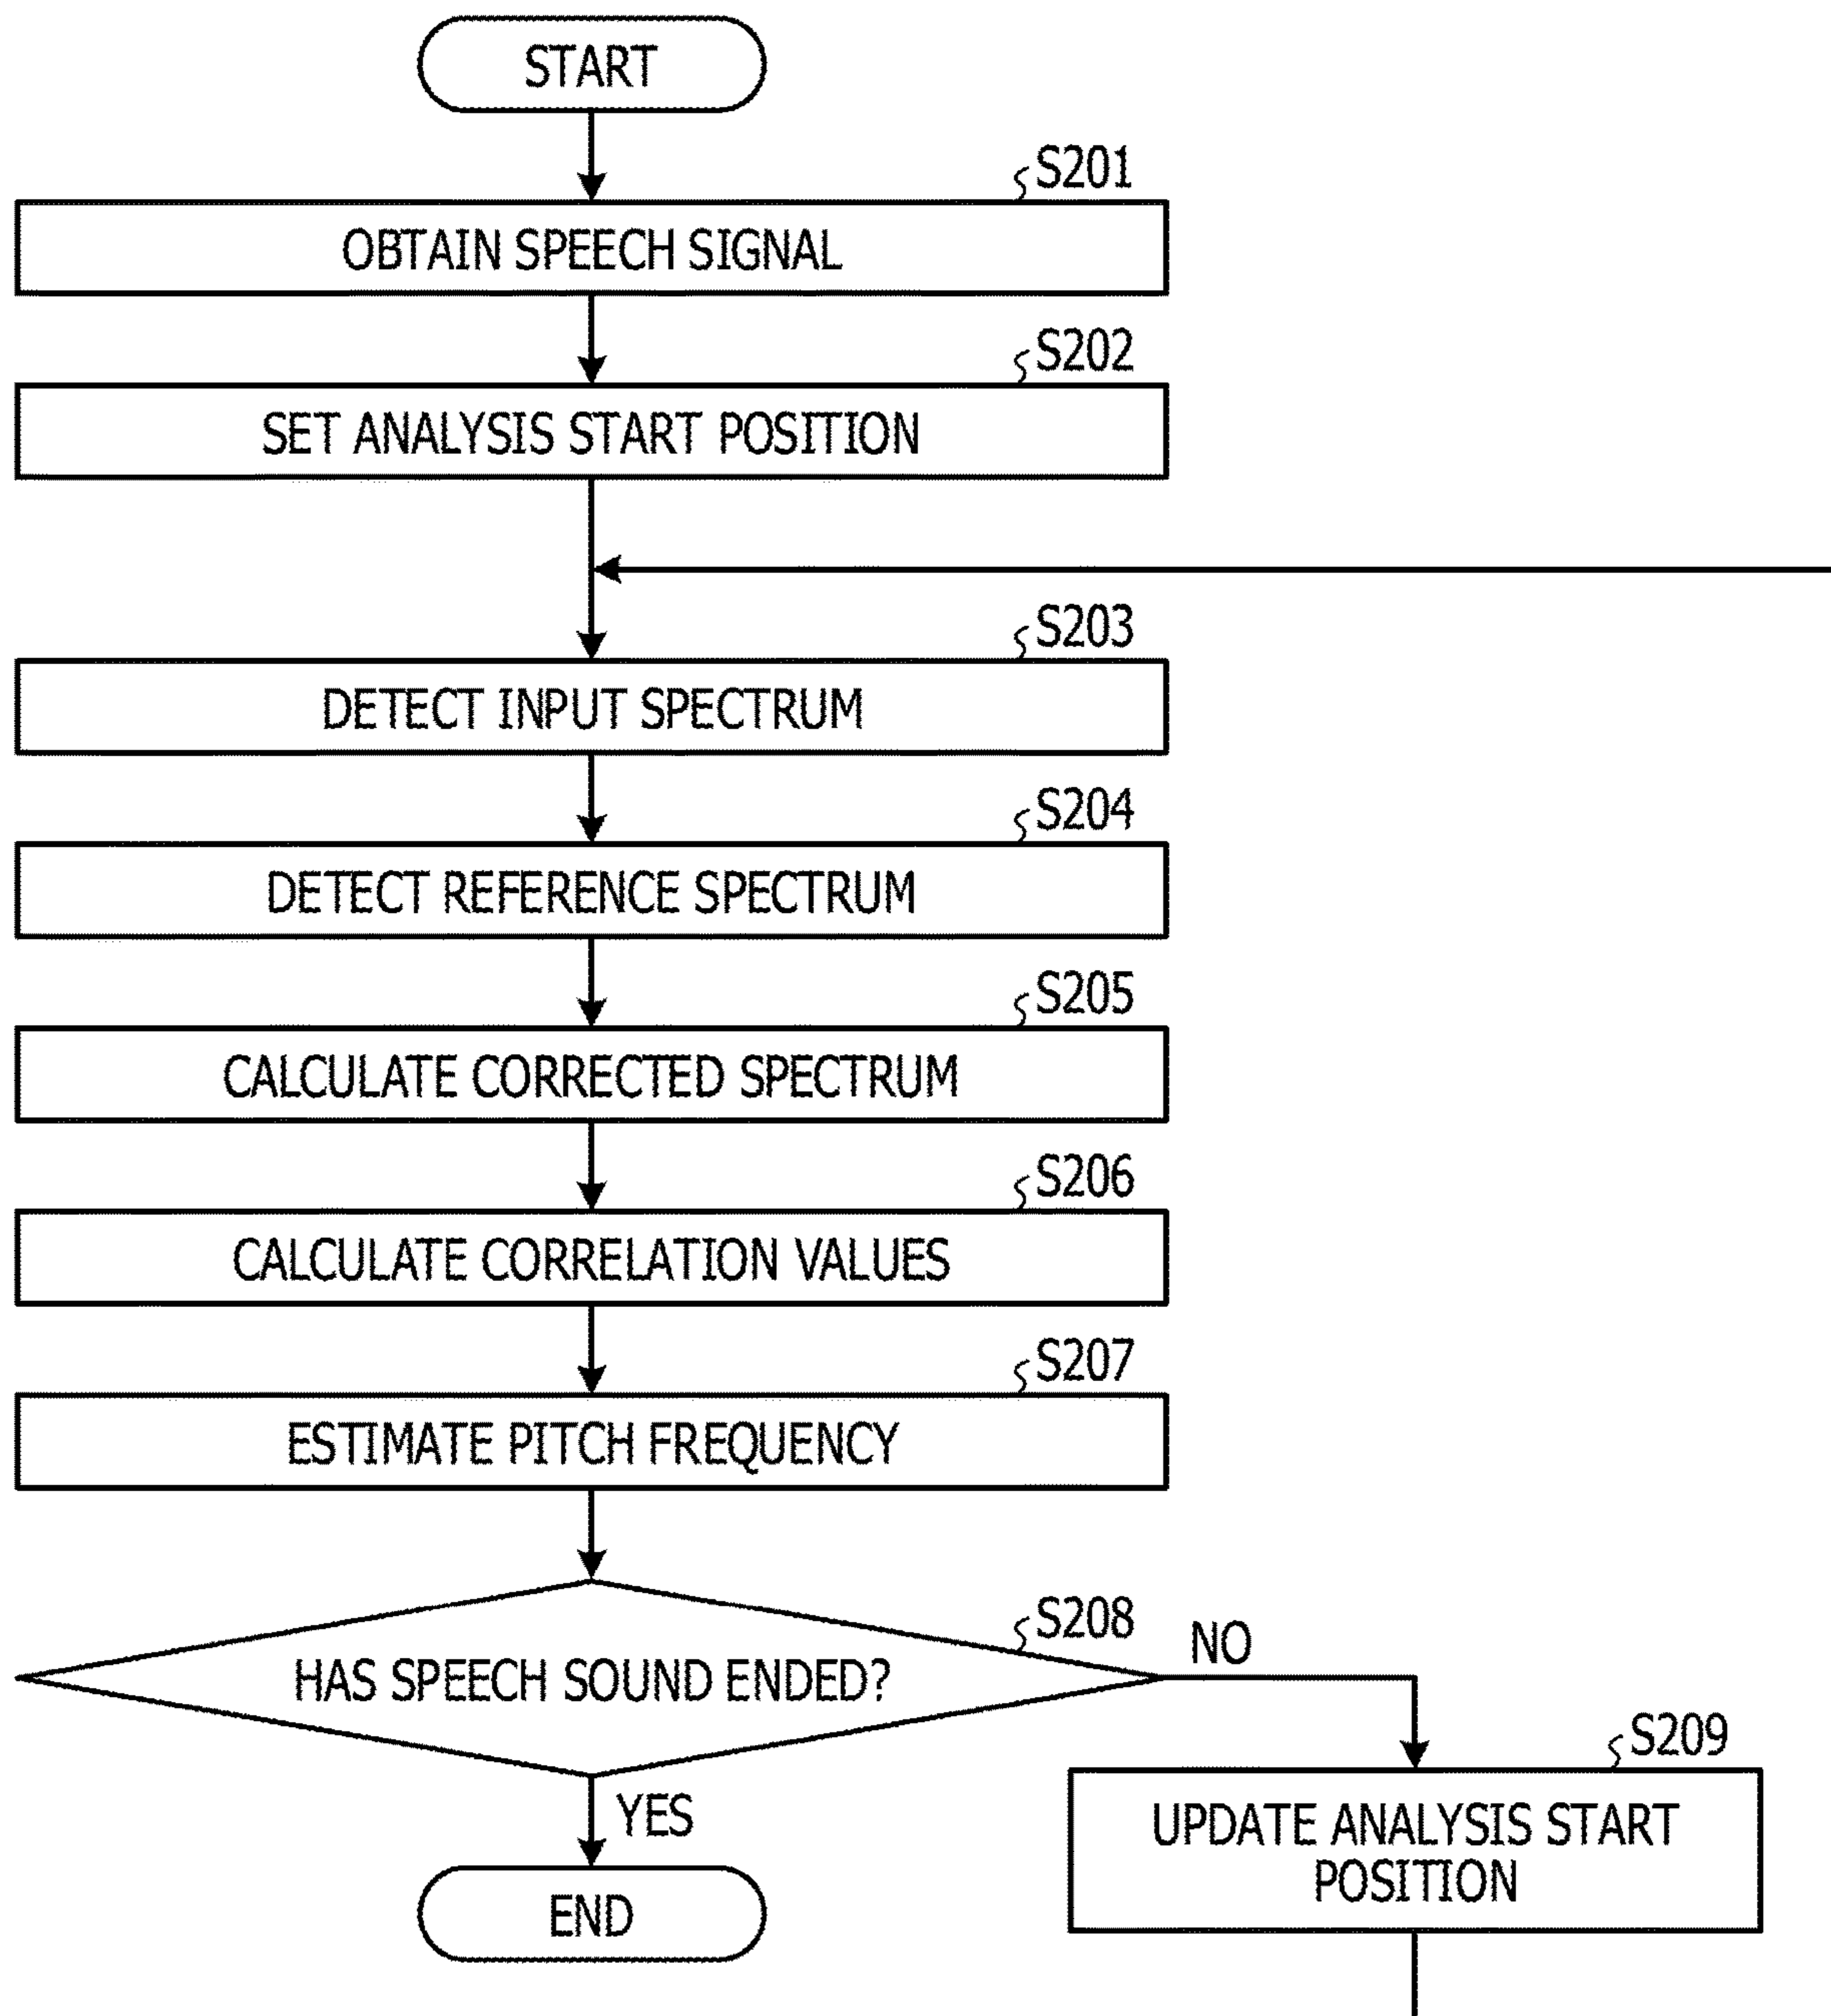 START
S201
OBTAIN SPEECH SIGNAL
S202
SET ANALYSIS START POSITION
S203
DETECT INPUT SPECTRUM
S204
DETECT REFERENCE SPECTRUM
S205
CALCULATE CORRECTED SPECTRUM
S206
CALCULATE CORRELATION VALUES
S207
ESTIMATE PITCH FREQUENCY
S208
HAS SPEECH SOUND ENDED?
NO
S209
UPDATE ANALYSIS START
POSITION
YES
END